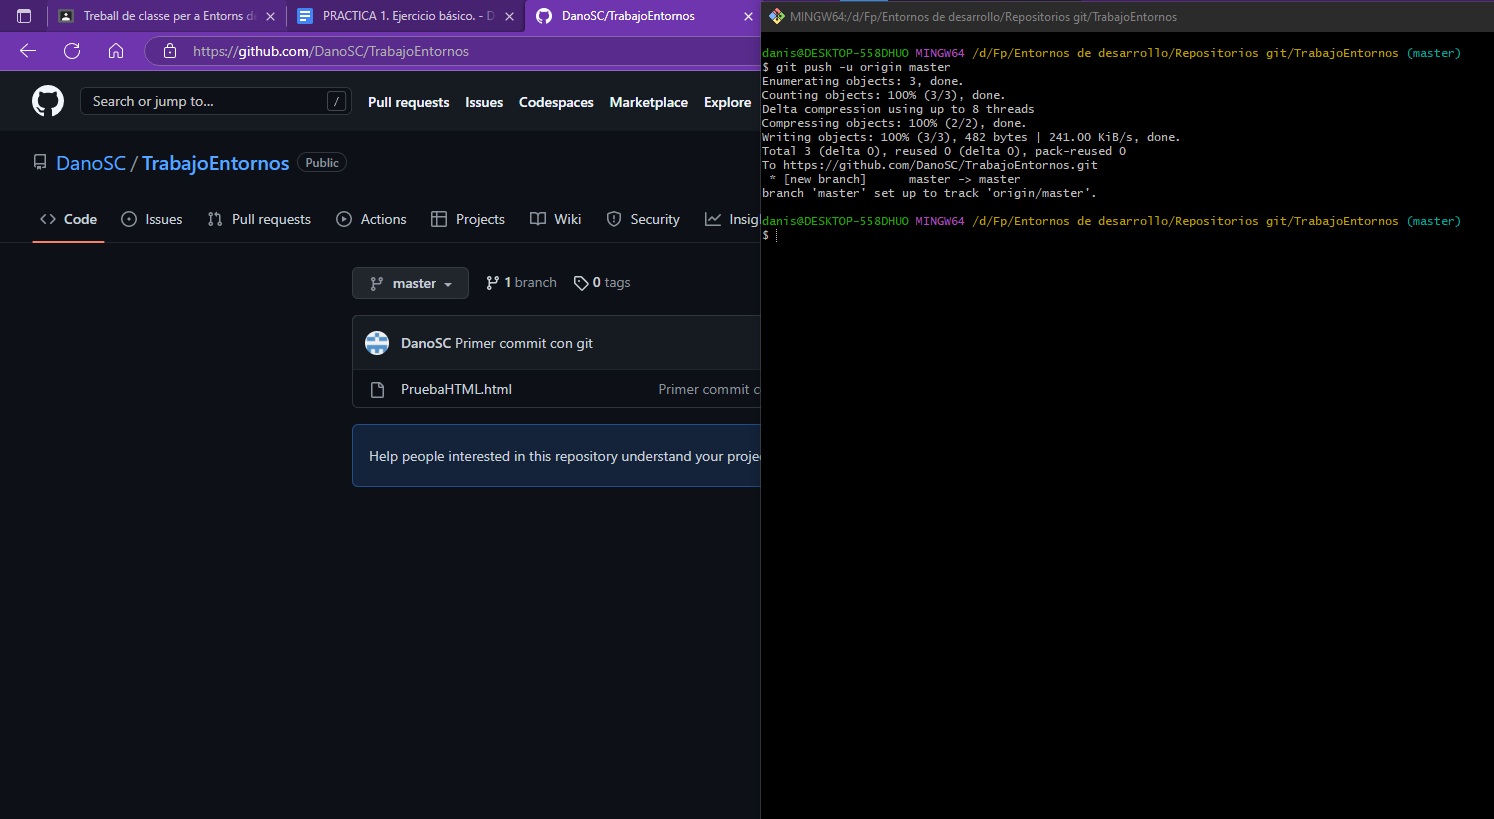 Treball de classe per a Entorns de
PRACTICA 1. Ejercicio básico. - D
DanoSC/TrabajoEntornos
https://github.com/DanoSC/TrabajoEntornos
Search or jump to... /
Pull requests Issues Codespaces Marketplace Explore
DanoSC / TrabajoEntornos Public
Code Issues Pull requests Actions Projects Wiki Security Insig
master 1 branch 0 tags
DanoSC Primer commit con git
PruebaHTML.html Primer commit c
Help people interested in this repository understand your proje
MINGW64:/d/Fp/Entornos de desarrollo/Repositorios git/TrabajoEntornos
danis@DESKTOP-558DHUO MINGW64 /d/Fp/Entornos de desarrollo/Repositorios git/TrabajoEntornos (master)
$ git push -u origin master
Enumerating objects: 3, done.
Counting objects: 100% (3/3), done.
Delta compression using up to 8 threads
Compressing objects: 100% (2/2), done.
Writing objects: 100% (3/3), 482 bytes | 241.00 KiB/s, done.
Total 3 (delta 0), reused 0 (delta 0), pack-reused 0
To https://github.com/DanoSC/TrabajoEntornos.git
* [new branch] master -> master
branch 'master' set up to track 'origin/master'.
danis@DESKTOP-558DHUO MINGW64 /d/Fp/Entornos de desarrollo/Repositorios git/TrabajoEntornos (master)
$